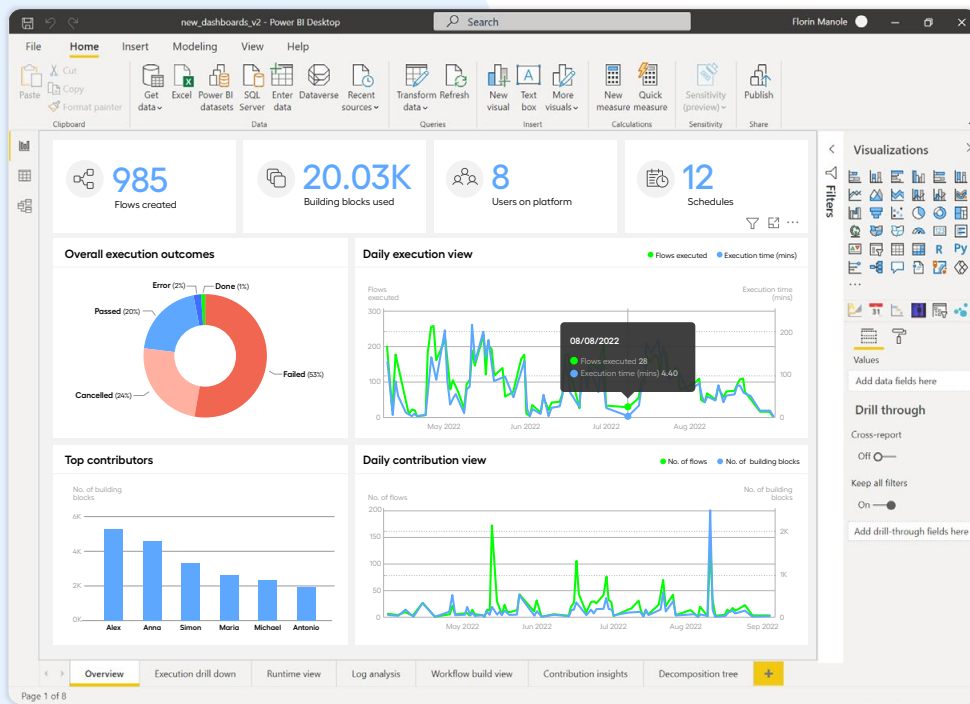 new_dashboards_v2 - Power BI Desktop
Search
Florin Manole
File Home Insert Modeling View Help
Paste
Cut
Copy
Format painter
Clipboard
Get data
Excel
Power BI datasets
SQL Server
Enter data
Dataverse
Recent sources
Data
Transform data
Refresh
Queries
New visual
Text box
More visuals
Insert
New measure
Quick measure
Calculations
Sensitivity (preview)
Sensitivity
Publish
Share
985
Flows created
20.03K
Building blocks used
8
Users on platform
12
Schedules
Overall execution outcomes
Error (2%)
Done (1%)
Passed (20%)
Failed (53%)
Cancelled (24%)
Daily execution view
Flows executed
Execution time (mins)
Flows
executed
Execution time
(mins)
300
200
100
0
200
100
0
08/08/2022
Flows executed 28
Execution time (mins) 4.40
May 2022 Jun 2022 Jul 2022 Aug 2022
Top contributors
No. of building
blocks
6K
4K
2K
0K
Alex Anna Simon Maria Michael Antonio
Daily contribution view
No. of flows
No. of building blocks
No. of flows
No. of building
blocks
200
150
100
50
0
2K
1K
0
May 2022 Jun 2022 Jul 2022 Aug 2022 Sep 2022
Filters
Visualizations
R
Py
31
Values
Add data fields here
Drill through
Cross-report
Off
Keep all filters
On
Add drill-through fields here
Overview Execution drill down Runtime view Log analysis Workflow build view Contribution insights Decomposition tree +
Page 1 of 8